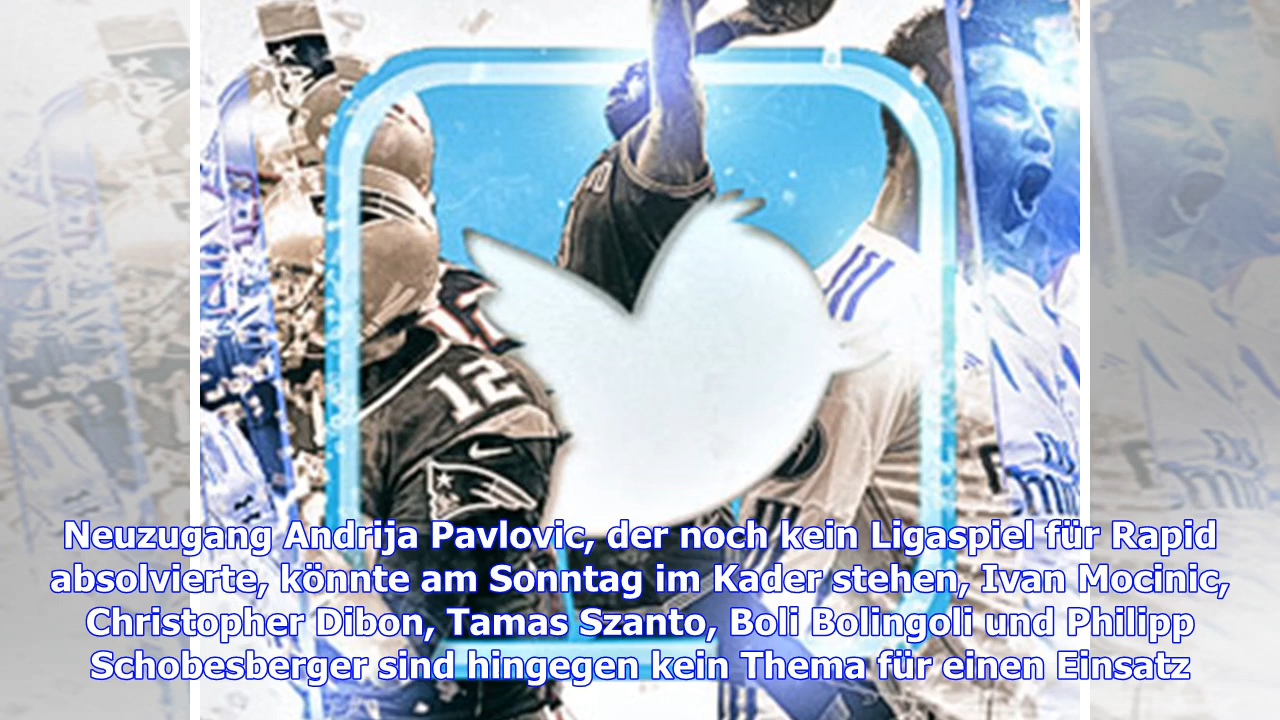 12
Neuzugang Andrija Pavlovic, der noch kein Ligaspiel für Rapid
absolvierte, könnte am Sonntag im Kader stehen, Ivan Mocinic,
Christopher Dibon, Tamas Szanto, Boli Bolingoli und Philipp
Schobesberger sind hingegen kein Thema für einen Einsatz